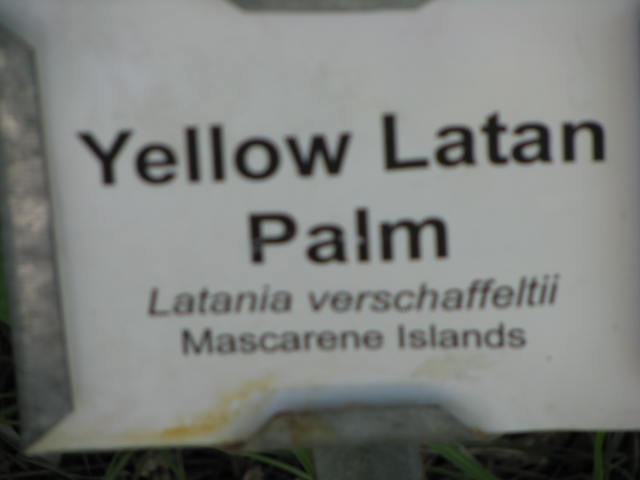 Yellow Latan
Palm
Latania verschaffeltii
Mascarene Islands